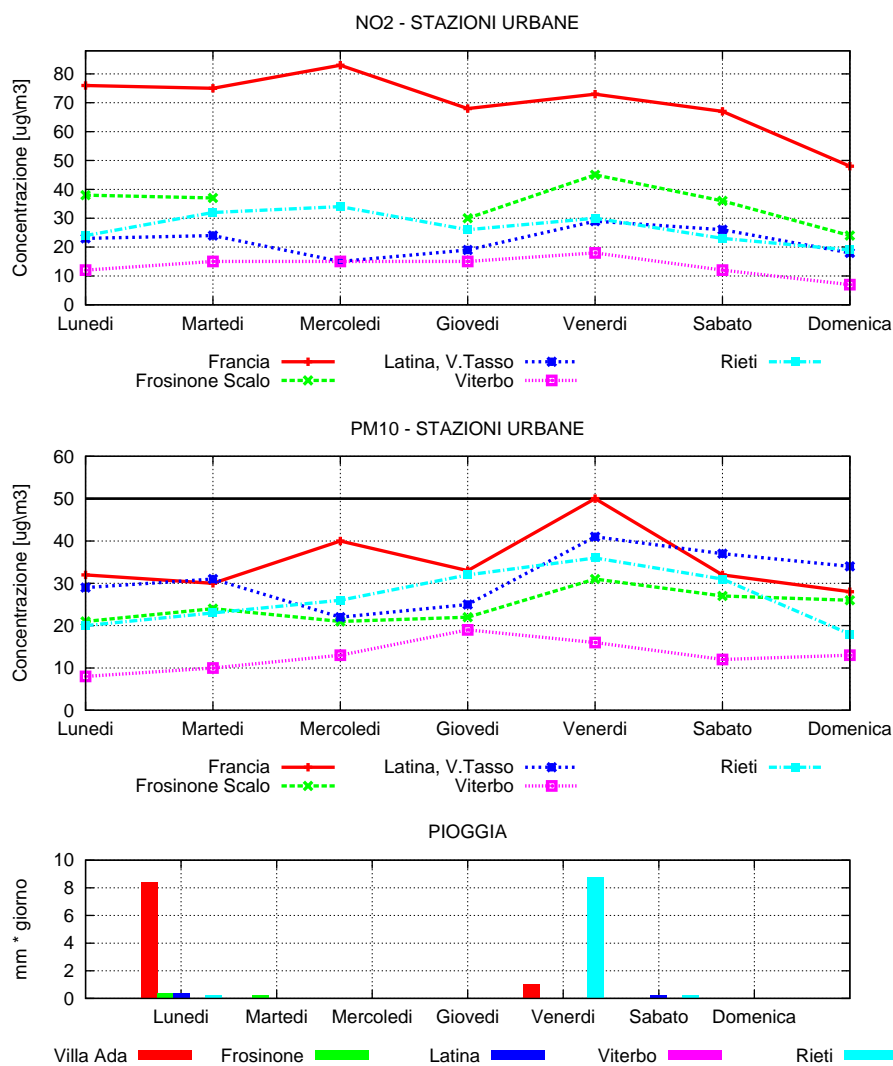 NO2 - STAZIONI URBANE
Concentrazione [ug\m3]
80
70
60
50
40
30
20
10
0
Lunedi Martedi Mercoledi Giovedi Venerdi Sabato Domenica
Francia Latina, V.Tasso Rieti
Frosinone Scalo Viterbo
PM10 - STAZIONI URBANE
Concentrazione [ug\m3]
60
50
40
30
20
10
0
Lunedi Martedi Mercoledi Giovedi Venerdi Sabato Domenica
Francia Latina, V.Tasso Rieti
Frosinone Scalo Viterbo
PIOGGIA
mm * giorno
10
8
6
4
2
0
Lunedi Martedi Mercoledi Giovedi Venerdi Sabato Domenica
Villa Ada Frosinone Latina Viterbo Rieti